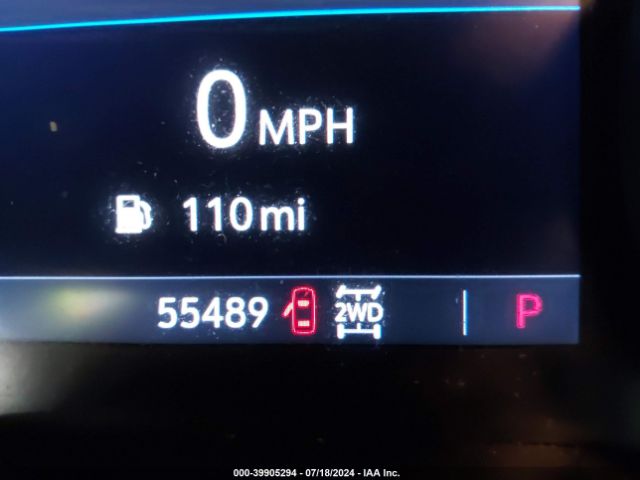 0 MPH
110 mi
55489 2WD P
000-39905294 - 07/18/2024 - IAA Inc.